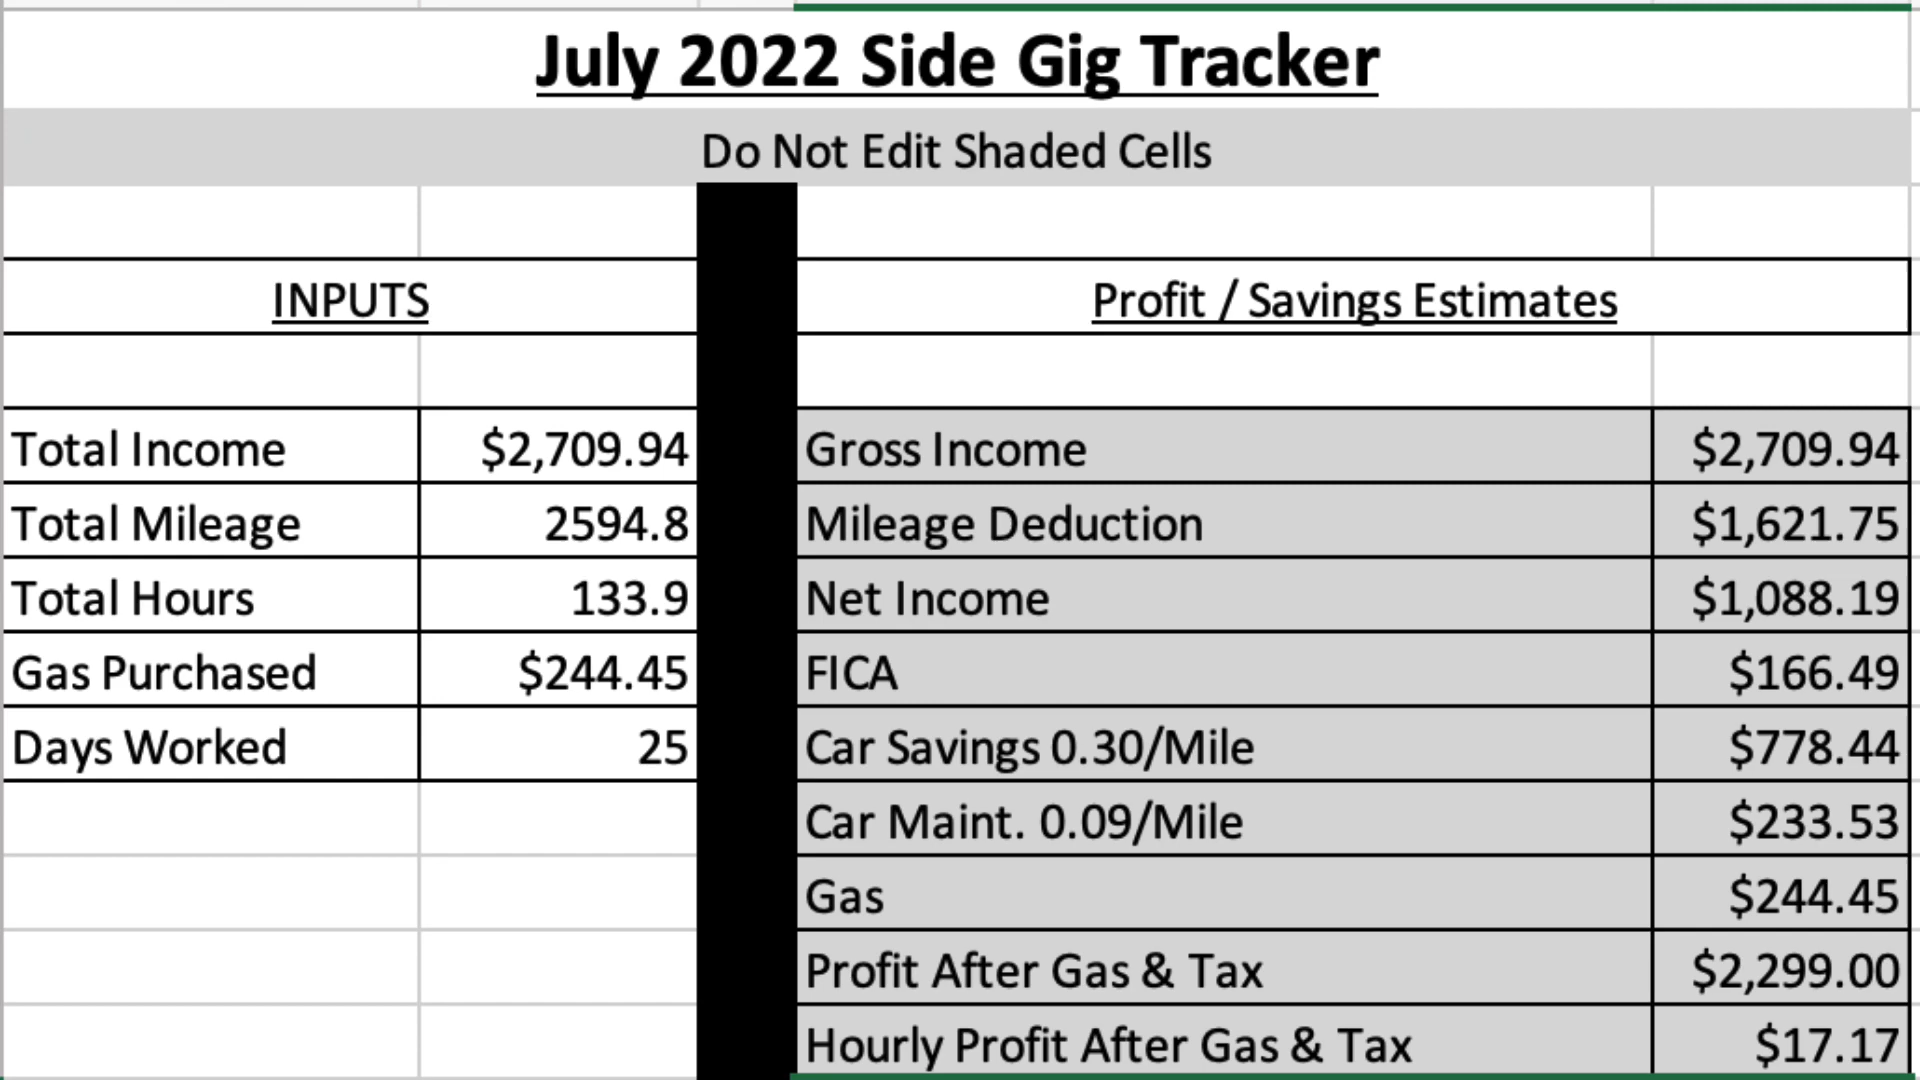 July 2022 Side Gig Tracker
Do Not Edit Shaded Cells
INPUTS
Profit / Savings Estimates
Total Income $2,709.94
Gross Income $2,709.94
Total Mileage 2594.8
Mileage Deduction $1,621.75
Total Hours 133.9
Net Income $1,088.19
Gas Purchased $244.45
FICA $166.49
Days Worked 25
Car Savings 0.30/Mile $778.44
Car Maint. 0.09/Mile $233.53
Gas $244.45
Profit After Gas & Tax $2,299.00
Hourly Profit After Gas & Tax $17.17